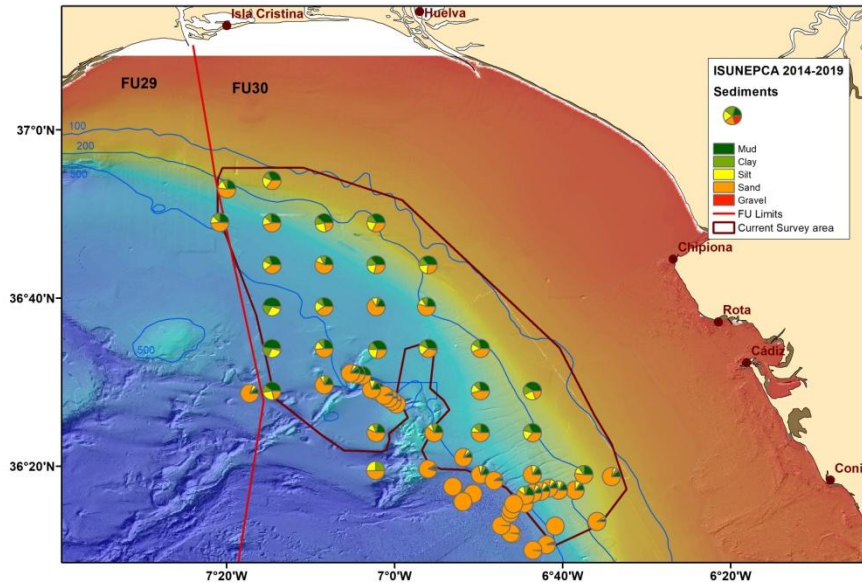 Isla Cristina
Huelva
FU29
FU30
ISUNEPCA 2014-2019
Sediments
Mud
Clay
Silt
Sand
Gravel
FU Limits
Current Survey area
37°0'N
100
200
500
Chipiona
36°40'N
Rota
500
Cádiz
36°20'N
Coni
7°20'W
7°0'W
6°40'W
6°20'W